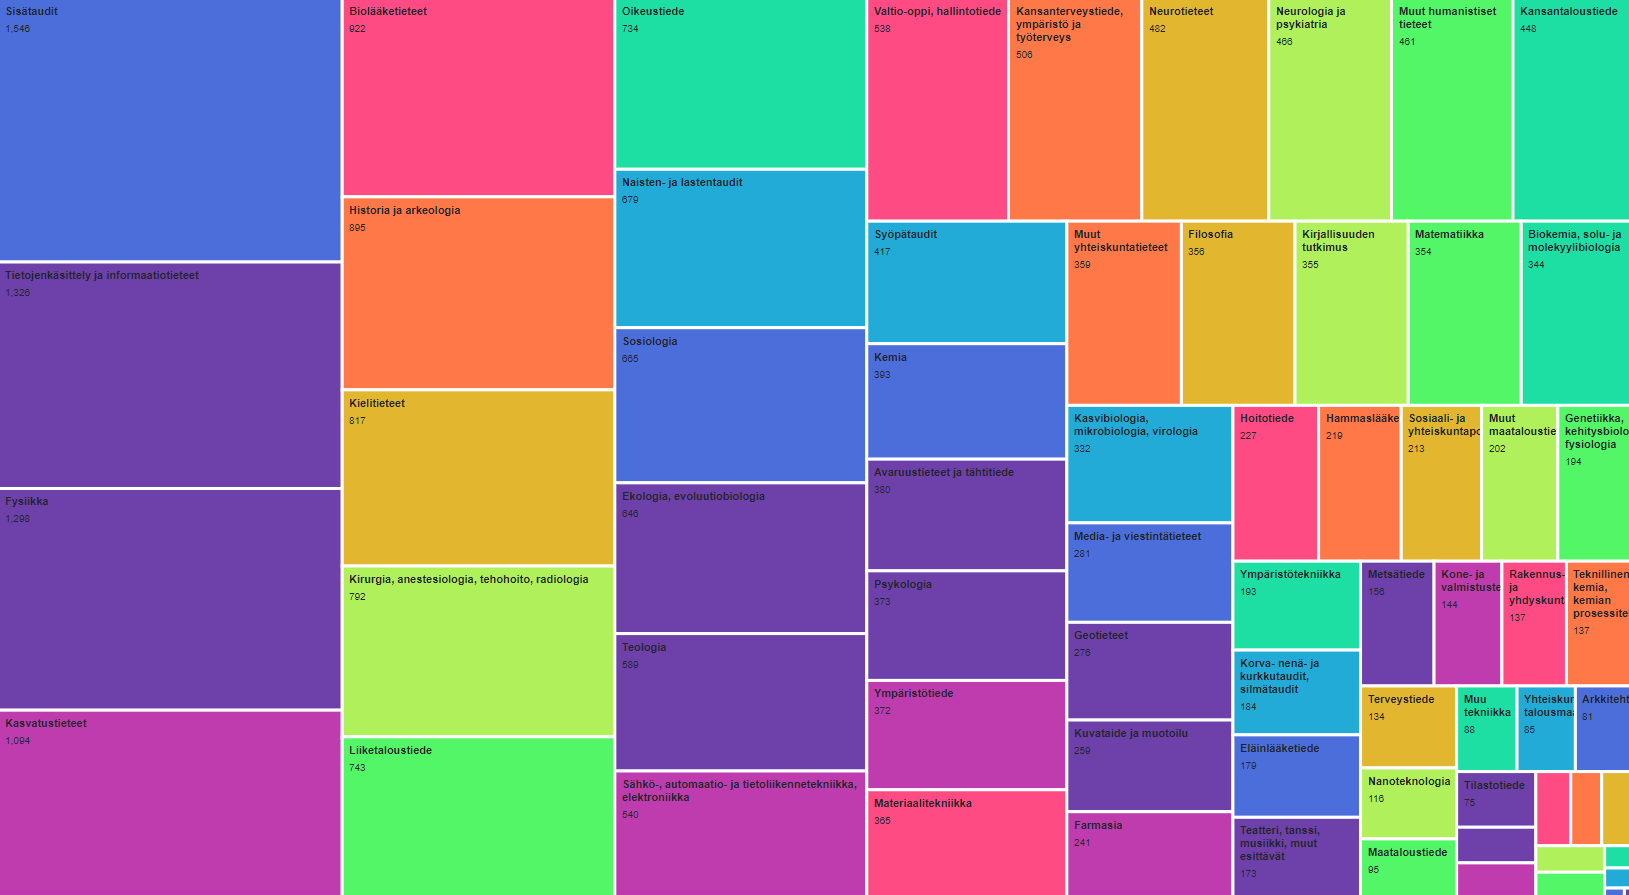 Sisätaudit
1,546
Tietojenkäsittely ja informaatiotieteet
1,326
Fysiikka
1,298
Kasvatustieteet
1,094
Biolääketieteet
922
Historia ja arkeologia
895
Kielitieteet
817
Kirurgia, anestesiologia, tehohoito, radiologia
792
Liiketaloustiede
743
Oikeustiede
734
Naisten- ja lastentaudit
679
Sosiologia
665
Ekologia, evoluutiobiologia
646
Teologia
589
Sähkö-, automaatio- ja tietoliikennetekniikka,
elektroniikka
540
Valtio-oppi, hallintotiede
538
Kansanterveystiede,
ympäristö ja
työterveys
506
Neurotieteet
482
Neurologia ja
psykiatria
466
Muut humanistiset
tieteet
461
Kansantaloustiede
448
Syöpätaudit
417
Kemia
393
Avaruustieteet ja tähtitiede
380
Psykologia
373
Ympäristötiede
372
Materiaalitekniikka
365
Muut
yhteiskuntatieteet
359
Filosofia
356
Kirjallisuuden
tutkimus
355
Matematiikka
354
Biokemia, solu- ja
molekyylibiologia
344
Kasvibiologia,
mikrobiologia, virologia
332
Media- ja viestintätieteet
281
Geotieteet
276
Kuvataide ja muotoilu
259
Farmasia
241
Hoitotiede
227
Hammaslääke
219
Sosiaali- ja
yhteiskuntapo
213
Muut
maataloustie
202
Genetiikka,
kehitysbiolo
fysiologia
194
Ympäristötekniikka
193
Korva- nenä- ja
kurkkutaudit,
silmätaudit
184
Eläinlääketiede
179
Teatteri, tanssi,
musiikki, muut
esittävät
173
Metsätiede
156
Kone- ja
valmistuste
144
Rakennus-
ja
yhdyskunt
137
Teknillinen
kemia,
kemian
prosessite
137
Terveystiede
134
Nanoteknologia
116
Maataloustiede
95
Muu
tekniikka
88
Yhteiskun
talousmaa
85
Arkkiteht
81
Tilastotiede
75